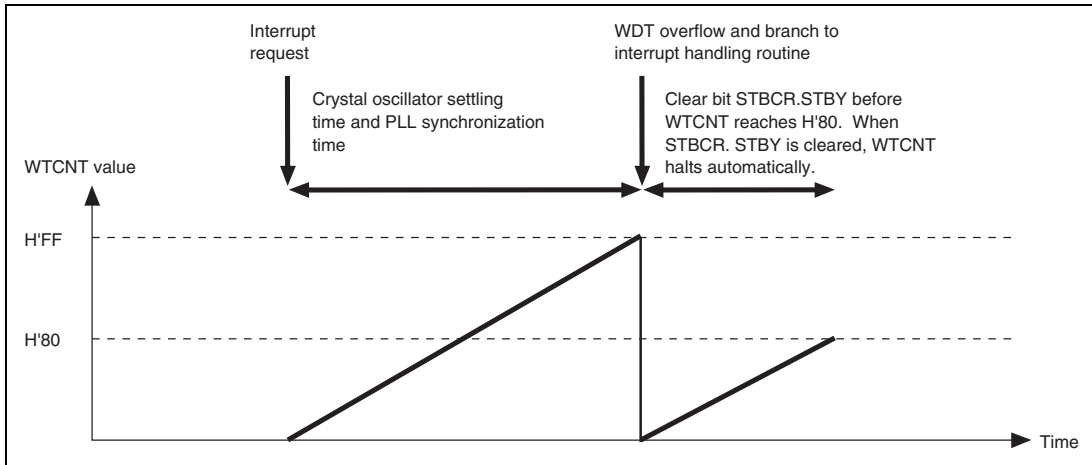 Interrupt
request
WDT overflow and branch to
interrupt handling routine
Crystal oscillator settling
time and PLL synchronization
time
Clear bit STBCR.STBY before
WTCNT reaches H'80.  When
STBCR. STBY is cleared, WTCNT
halts automatically.
WTCNT value
H'FF
H'80
Time